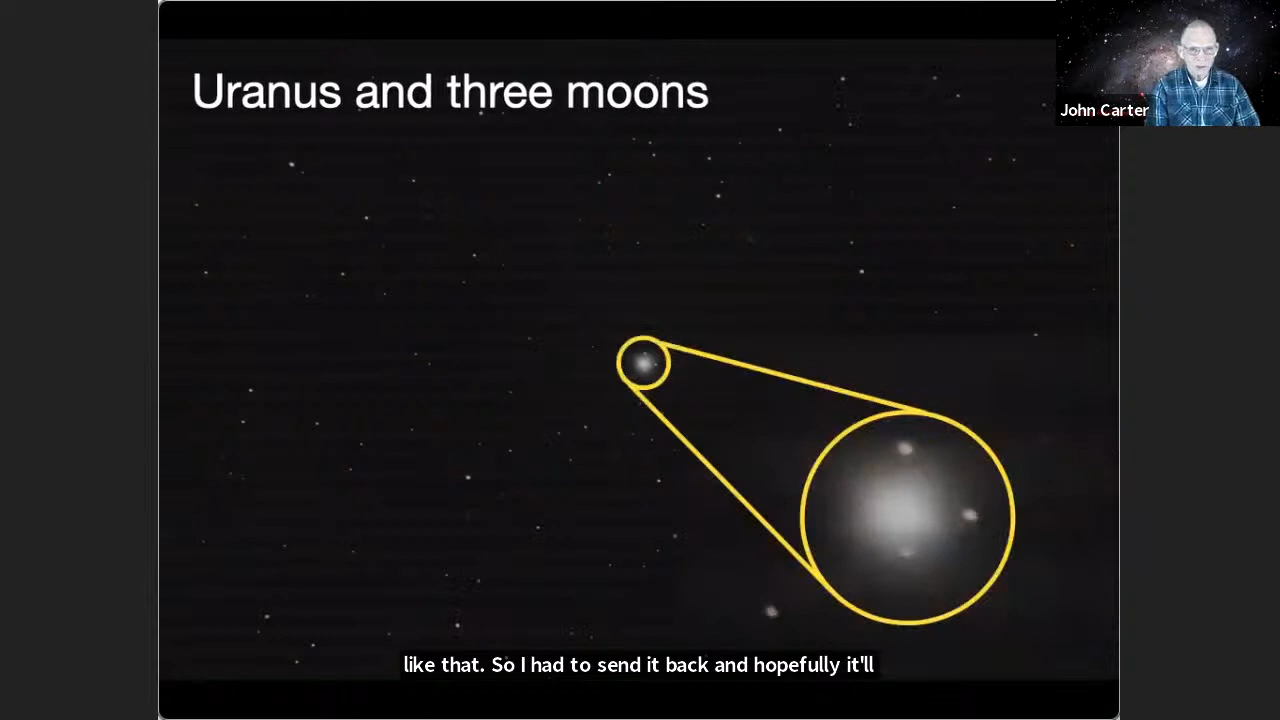 Uranus and three moons
John Carter
like that. So I had to send it back and hopefully it'll